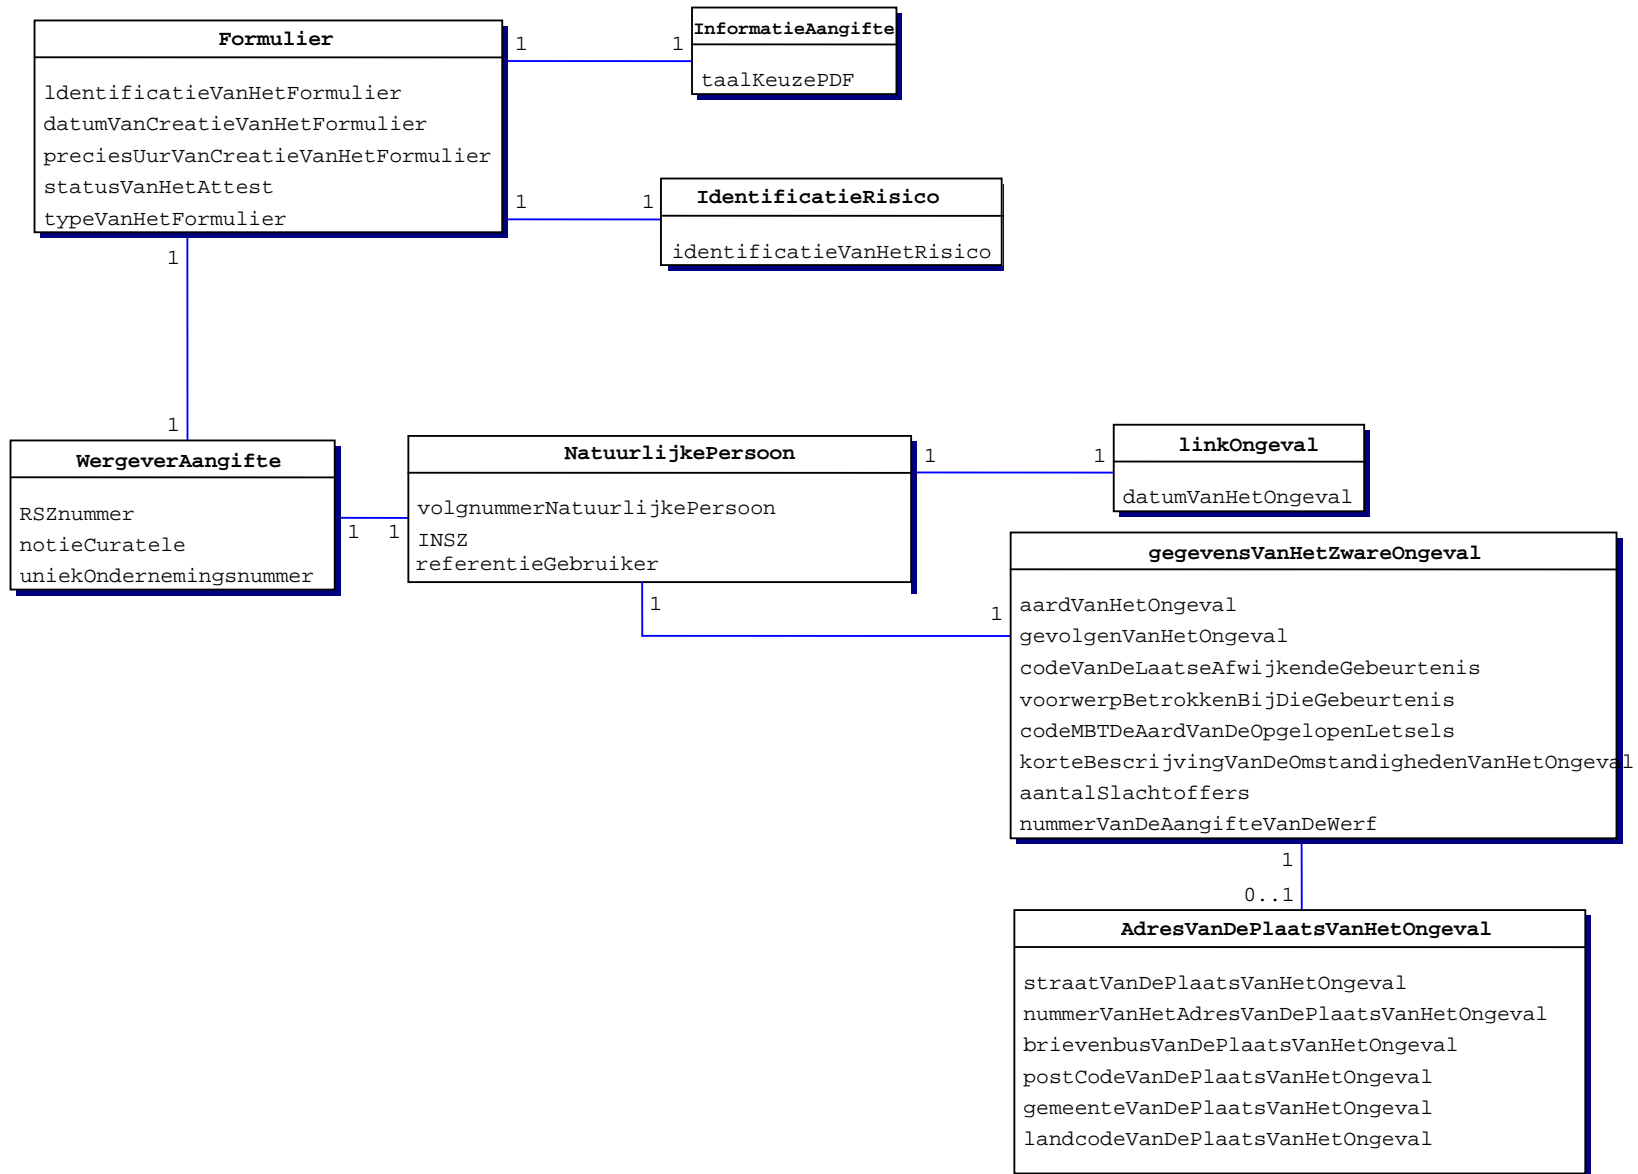 Formulier
ldentificatieVanHetFormulier
datumVanCreatieVanHetFormulier
preciesUurVanCreatieVanHetFormulier
statusVanHetAttest
typeVanHetFormulier
1
1
InformatieAangifte
taalKeuzePDF
1
1
IdentificatieRisico
identificatieVanHetRisico
1
1
WergeverAangifte
RSZnummer
notieCuratele
uniekOndernemingsnummer
1
1
NatuurlijkePersoon
volgnummerNatuurlijkePersoon
INSZ
referentieGebruiker
1
1
linkOngeval
datumVanHetOngeval
1
1
gegevensVanHetZwareOngeval
aardVanHetOngeval
gevolgenVanHetOngeval
codeVanDeLaatseAfwijkendeGebeurtenis
voorwerpBetrokkenBijDieGebeurtenis
codeMBTDeAardVanDeOpgelopenLetsels
korteBescrijvingVanDeOmstandighedenVanHetOngeval
aantalSlachtoffers
nummerVanDeAangifteVanDeWerf
1
0..1
AdresVanDePlaatsVanHetOngeval
straatVanDePlaatsVanHetOngeval
nummerVanHetAdresVanDePlaatsVanHetOngeval
brievenbusVanDePlaatsVanHetOngeval
postCodeVanDePlaatsVanHetOngeval
gemeenteVanDePlaatsVanHetOngeval
landcodeVanDePlaatsVanHetOngeval